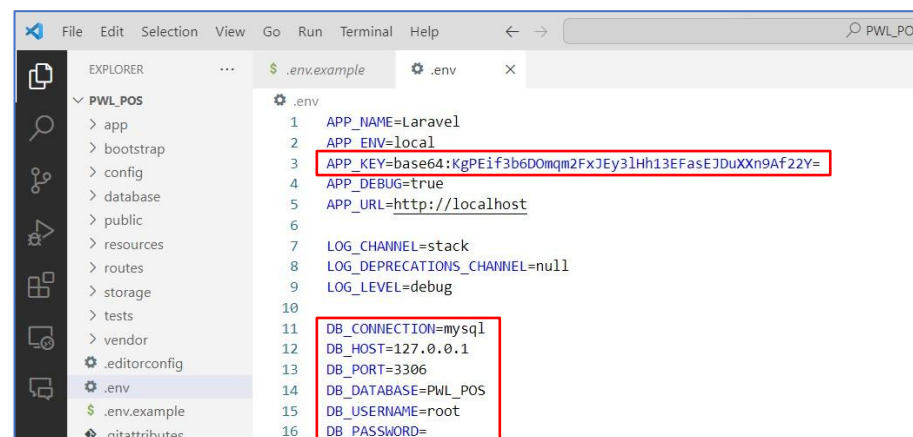 File Edit Selection View Go Run Terminal Help PWL_PO
EXPLORER ...
$ .env.example .env
PWL_POS
app
bootstrap
config
database
public
resources
routes
storage
tests
vendor
.editorconfig
.env
$ .env.example
.gitattributes
.env
1 APP_NAME=Laravel
2 APP_ENV=local
3 APP_KEY=base64:KgPEif3b6DOmqm2FxJEy3lHh13EFasEJDuXXn9Af22Y=
4 APP_DEBUG=true
5 APP_URL=http://localhost
6
7 LOG_CHANNEL=stack
8 LOG_DEPRECATIONS_CHANNEL=null
9 LOG_LEVEL=debug
10
11 DB_CONNECTION=mysql
12 DB_HOST=127.0.0.1
13 DB_PORT=3306
14 DB_DATABASE=PWL_POS
15 DB_USERNAME=root
16 DB_PASSWORD=